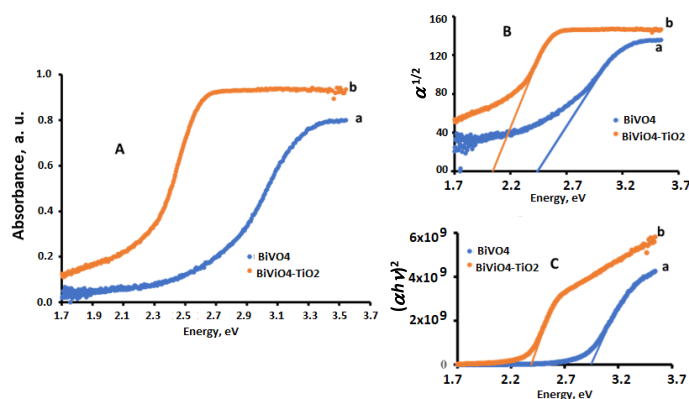 Absorbance, a. u.
1.0
0.8
0.6
0.4
0.2
0.0
A
b
a
BiVO4
BiViO4-TiO2
1.7 1.9 2.1 2.3 2.5 2.7 2.9 3.1 3.3 3.5 3.7
Energy, eV
α 1/2
160
120
80
40
00
B
b
a
BiVO4
BiViO4-TiO2
1.7 2.2 2.7 3.2 3.7
Energy, eV
(αhν)2
6x109
4x109
2x109
0
C
b
a
BiVO4
BiViO4-TiO2
1.7 2.2 2.7 3.2 3.7
Energy, eV